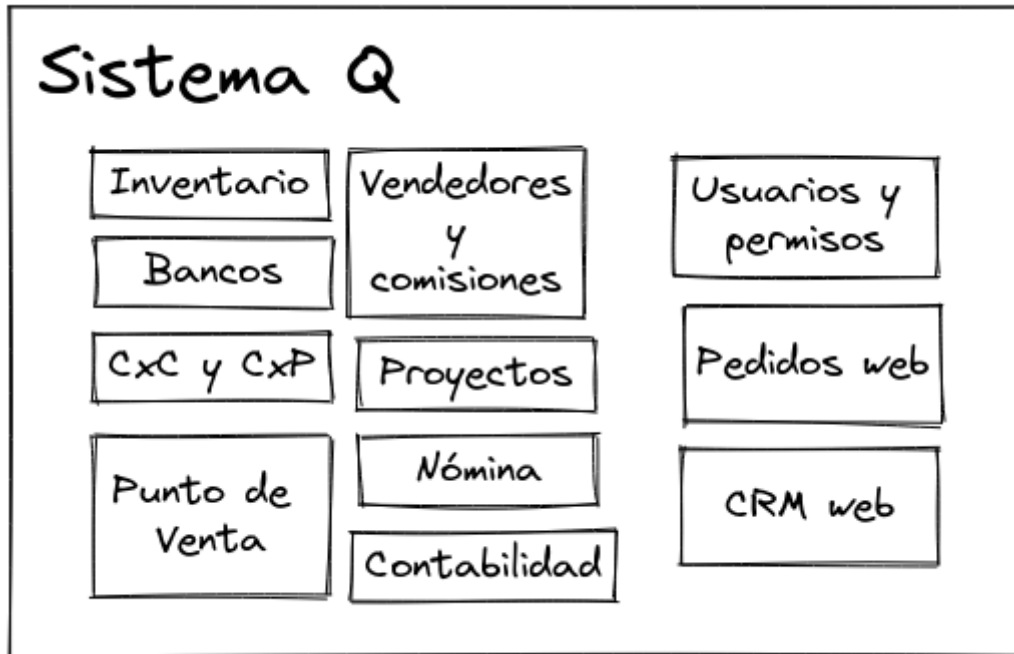 Sistema Q
Inventario
Bancos
CxC y CxP
Punto de
Venta
Vendedores
y
comisiones
Proyectos
Nómina
Contabilidad
Usuarios y
permisos
Pedidos web
CRM web